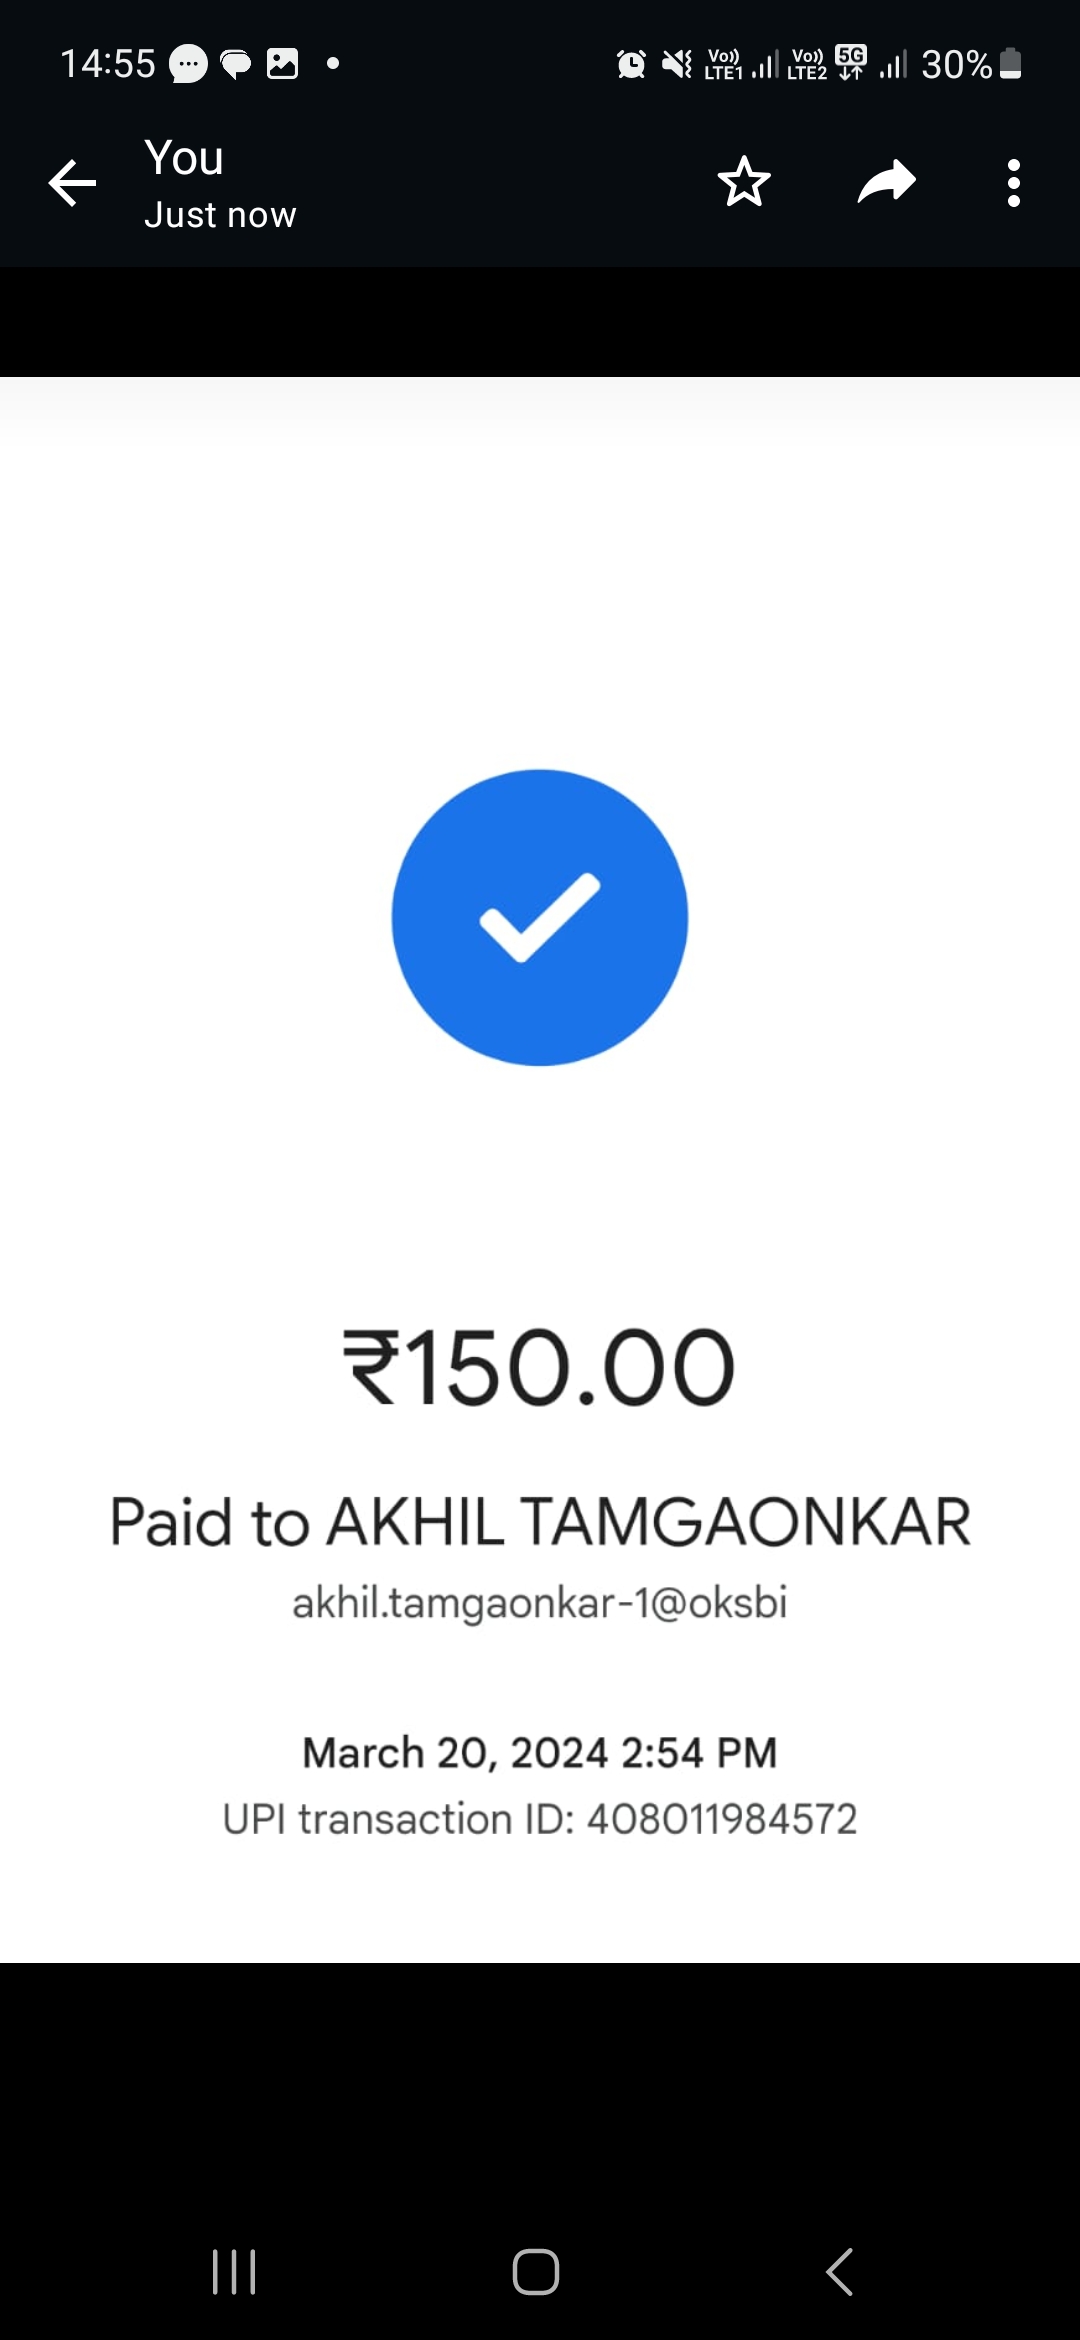 14:55
Vo)) LTE1 Vo)) LTE2 5G 30%
You
Just now
₹150.00
Paid to AKHIL TAMGAONKAR
akhil.tamgaonkar-1@oksbi
March 20, 2024 2:54 PM
UPI transaction ID: 408011984572